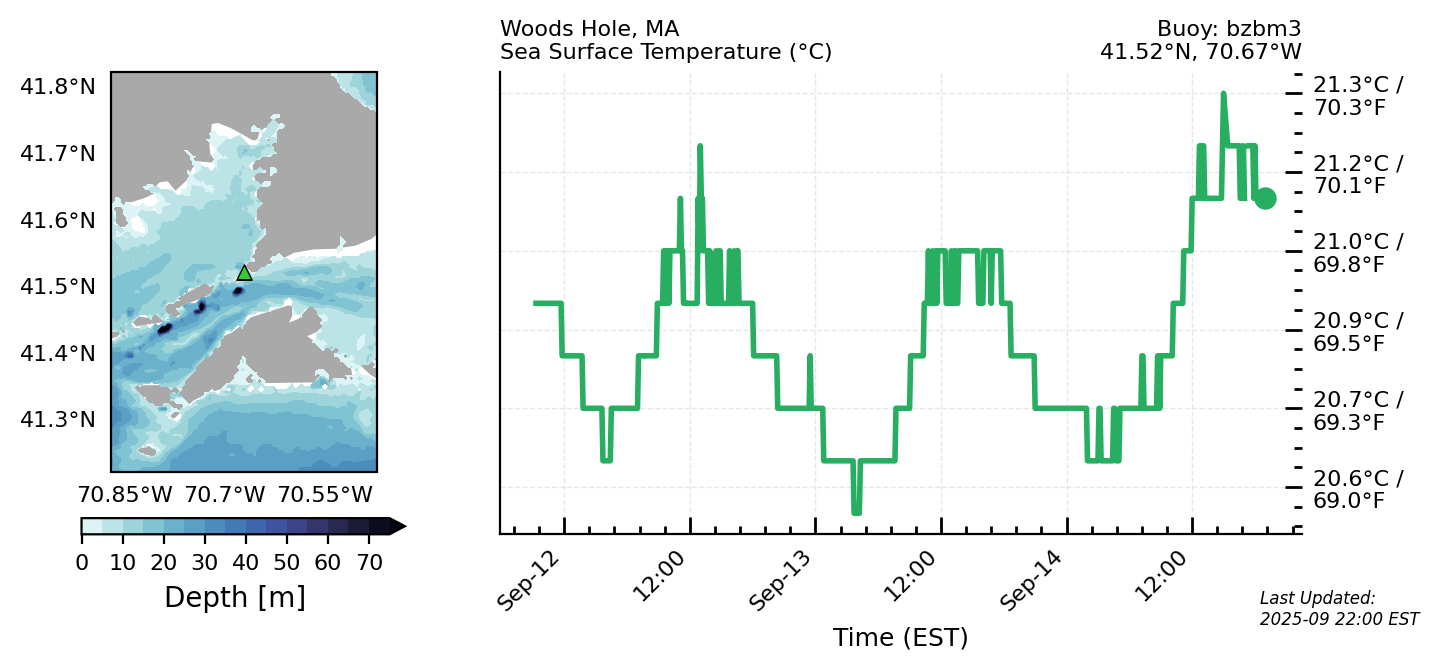 Woods Hole, MA
Sea Surface Temperature (°C)
Buoy: bzbm3
41.52°N, 70.67°W
41.8°N
41.7°N
41.6°N
41.5°N
41.4°N
41.3°N
70.85°W 70.7°W 70.55°W
0 10 20 30 40 50 60 70
Depth [m]
21.3°C /
70.3°F
21.2°C /
70.1°F
21.0°C /
69.8°F
20.9°C /
69.5°F
20.7°C /
69.3°F
20.6°C /
69.0°F
Sep-12
12:00
Sep-13
12:00
Sep-14
12:00
Time (EST)
Last Updated:
2025-09 22:00 EST